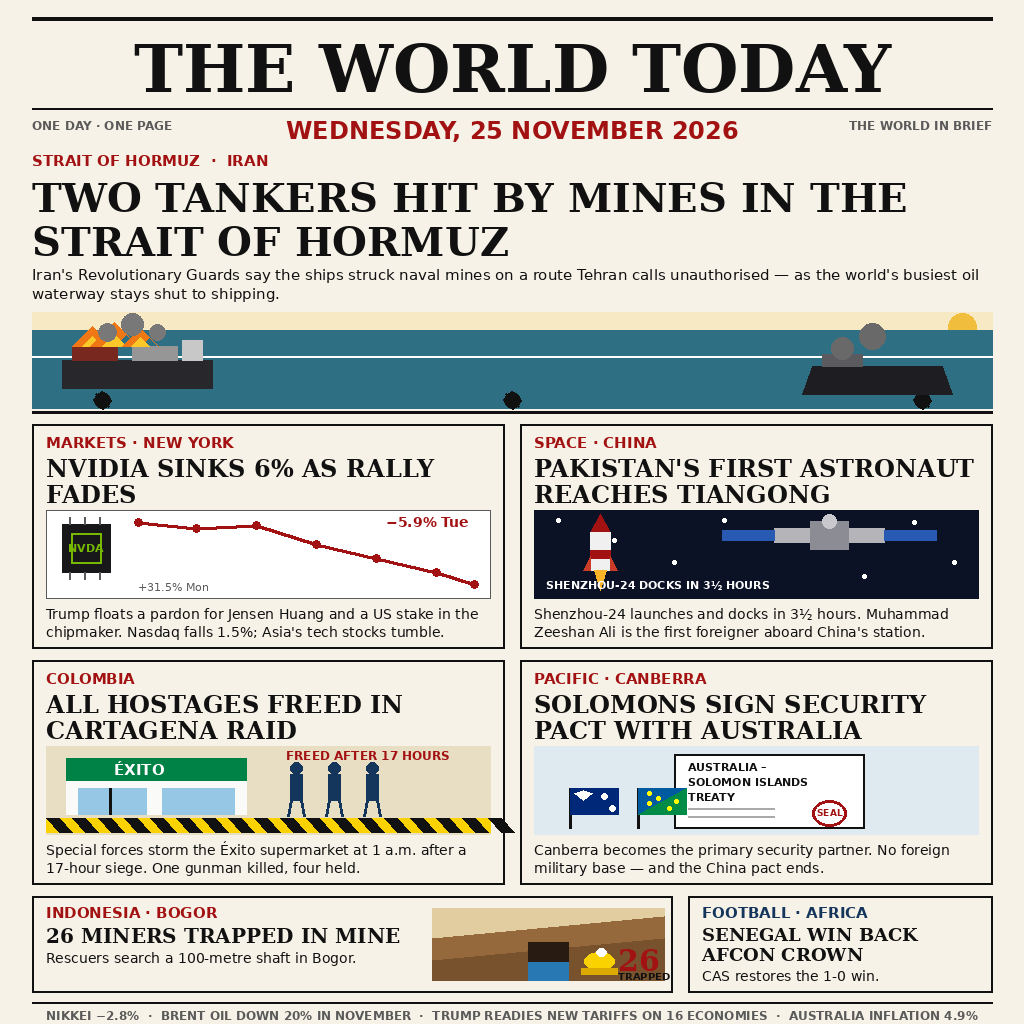 THE WORLD TODAY
ONE DAY · ONE PAGE
WEDNESDAY, 25 NOVEMBER 2026
THE WORLD IN BRIEF
STRAIT OF HORMUZ · IRAN
TWO TANKERS HIT BY MINES IN THE
STRAIT OF HORMUZ
Iran's Revolutionary Guards say the ships struck naval mines on a route Tehran calls unauthorised — as the world's busiest oil
waterway stays shut to shipping.
MARKETS · NEW YORK
NVIDIA SINKS 6% AS RALLY
FADES
NVDA
−5.9% Tue
+31.5% Mon
Trump floats a pardon for Jensen Huang and a US stake in the
chipmaker. Nasdaq falls 1.5%; Asia's tech stocks tumble.
SPACE · CHINA
PAKISTAN'S FIRST ASTRONAUT
REACHES TIANGONG
SHENZHOU-24 DOCKS IN 3½ HOURS
Shenzhou-24 launches and docks in 3½ hours. Muhammad
Zeeshan Ali is the first foreigner aboard China's station.
COLOMBIA
ALL HOSTAGES FREED IN
CARTAGENA RAID
ÉXITO
FREED AFTER 17 HOURS
Special forces storm the Éxito supermarket at 1 a.m. after a
17-hour siege. One gunman killed, four held.
PACIFIC · CANBERRA
SOLOMONS SIGN SECURITY
PACT WITH AUSTRALIA
AUSTRALIA –
SOLOMON ISLANDS
TREATY
SEAL
Canberra becomes the primary security partner. No foreign
military base — and the China pact ends.
INDONESIA · BOGOR
26 MINERS TRAPPED IN MINE
Rescuers search a 100-metre shaft in Bogor.
26
TRAPPED
FOOTBALL · AFRICA
SENEGAL WIN BACK
AFCON CROWN
CAS restores the 1-0 win.
NIKKEI −2.8% · BRENT OIL DOWN 20% IN NOVEMBER · TRUMP READIES NEW TARIFFS ON 16 ECONOMIES · AUSTRALIA INFLATION 4.9%